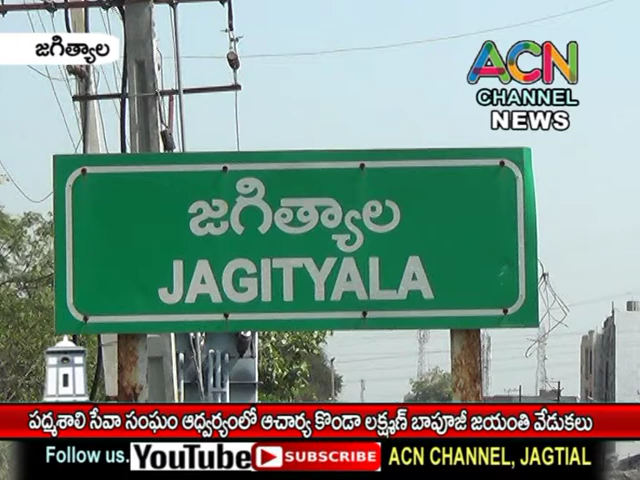 జగిత్యాల
ACN
CHANNEL
NEWS
జగిత్యాల
JAGITYALA
పద్మశాలి సేవా సంఘం ఆధ్వర్యంలో ఆచార్య కొండా లక్ష్మణ్ బాపూజీ జయంతి వేడుకలు
Follow us. YouTube SUBSCRIBE ACN CHANNEL, JAGTIAL